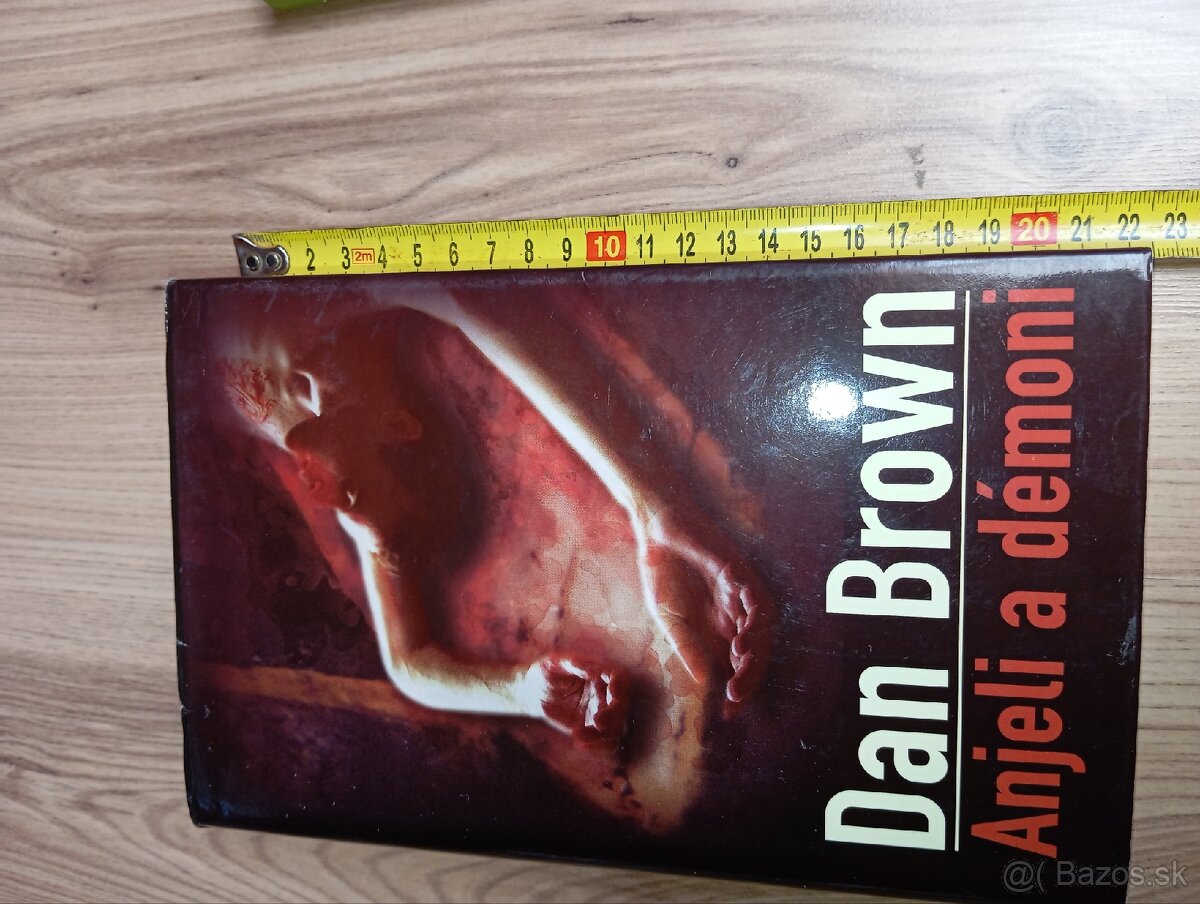 2 3 2m 4 5 6 7 8 9 10 11 12 13 14 15 16 17 18 19 20 21 22 23
Dan Brown
Anjeli a démoni
@( Bazos.sk